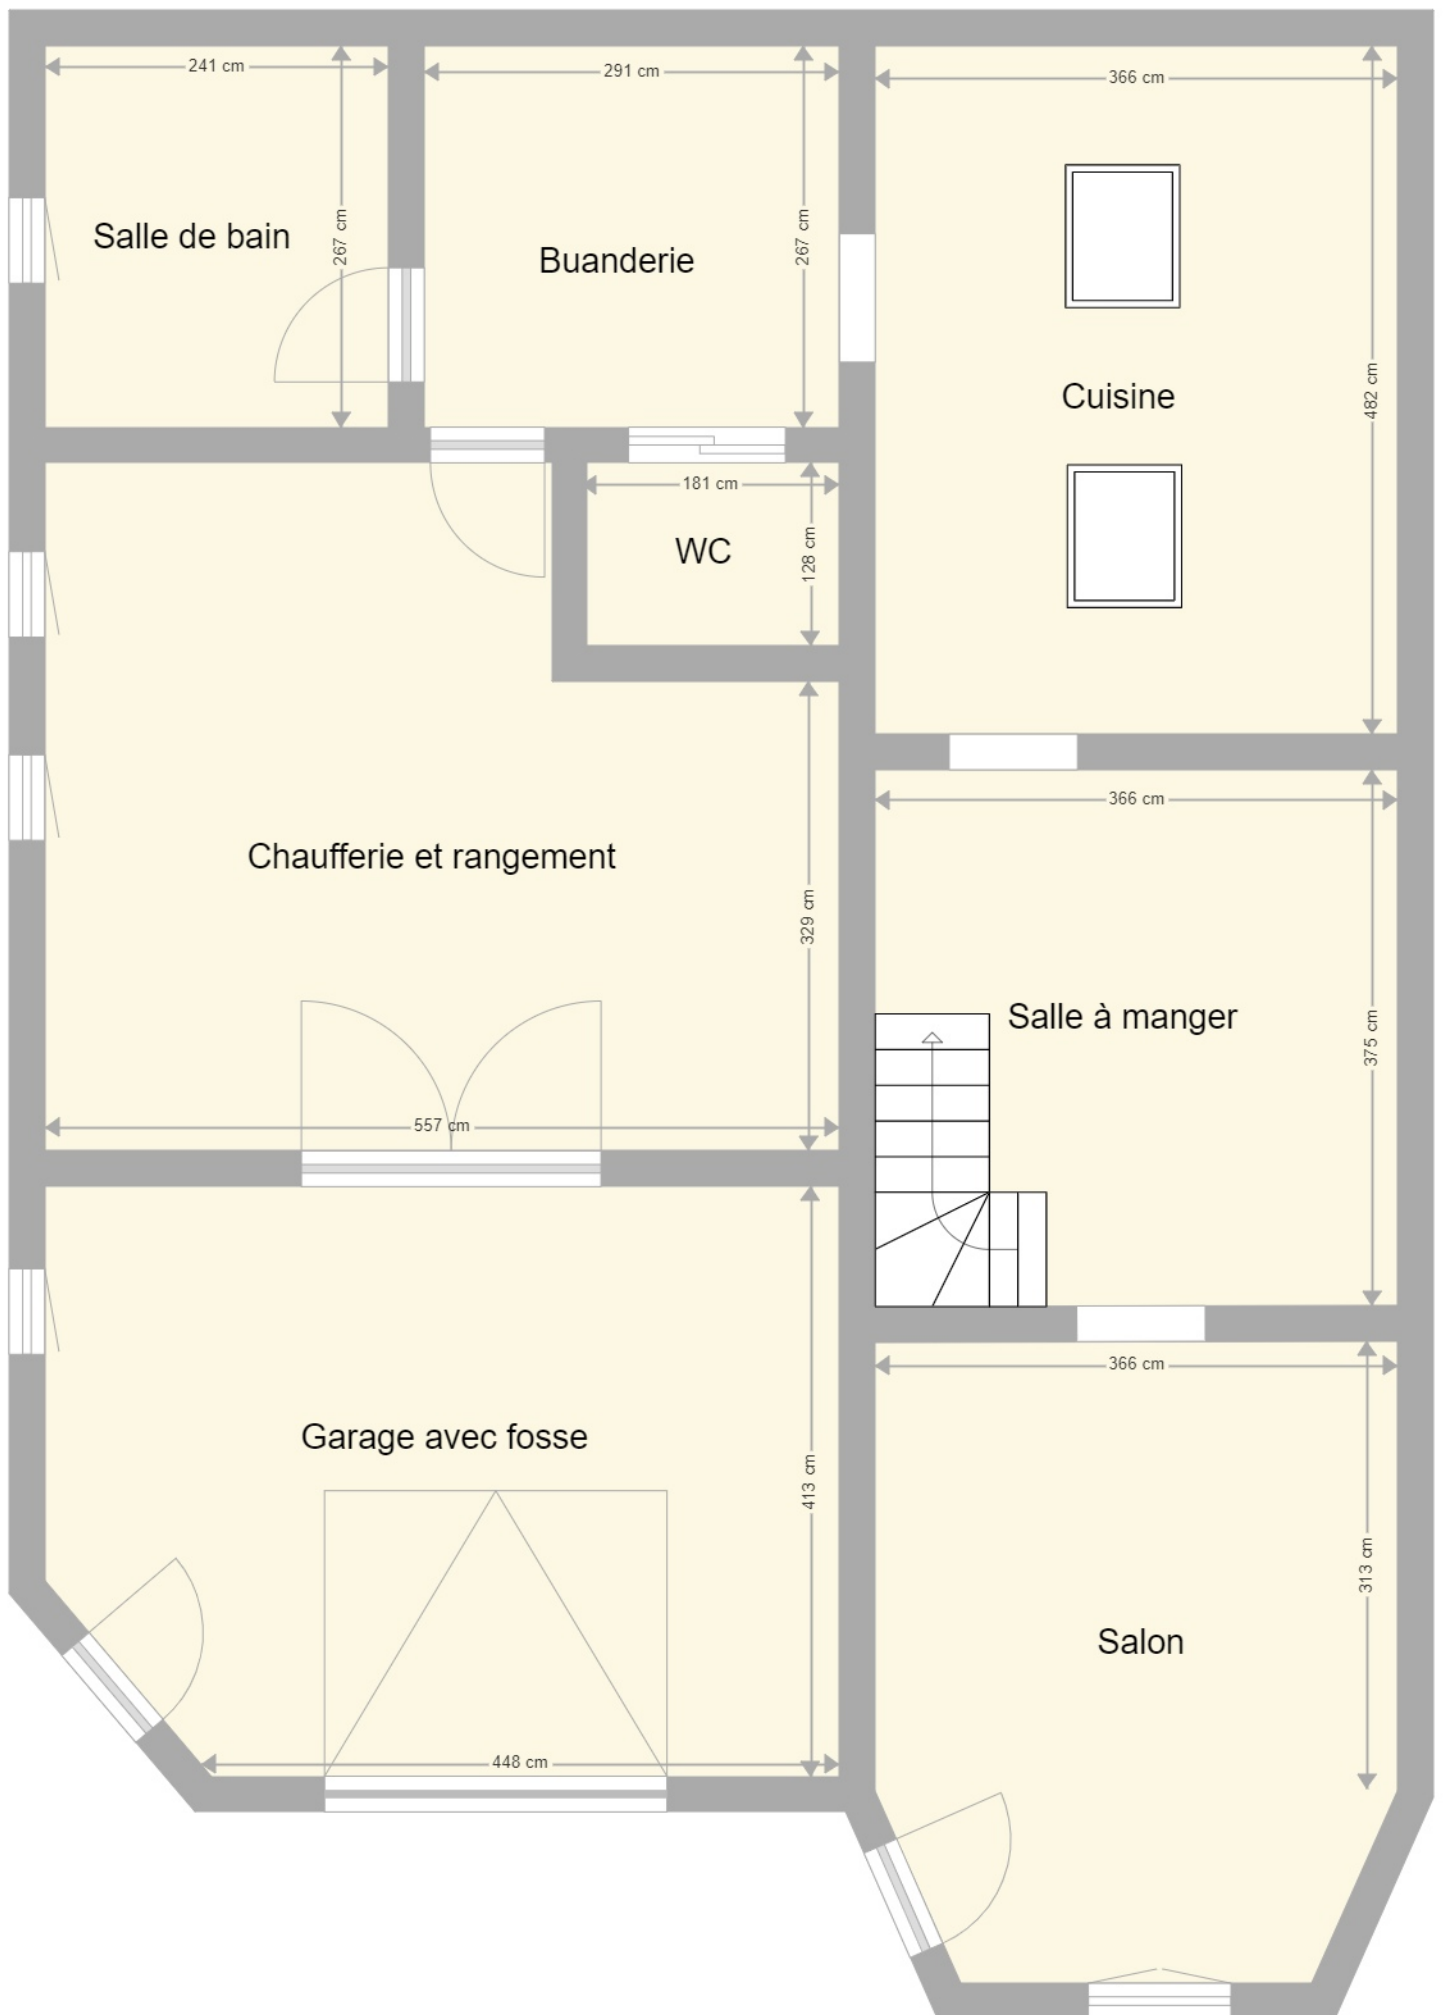 241 cm
291 cm
366 cm
267 cm
267 cm
Salle de bain
Buanderie
Cuisine
482 cm
181 cm
WC
128 cm
366 cm
Chaufferie et rangement
329 cm
Salle à manger
375 cm
557 cm
366 cm
Garage avec fosse
413 cm
313 cm
Salon
448 cm